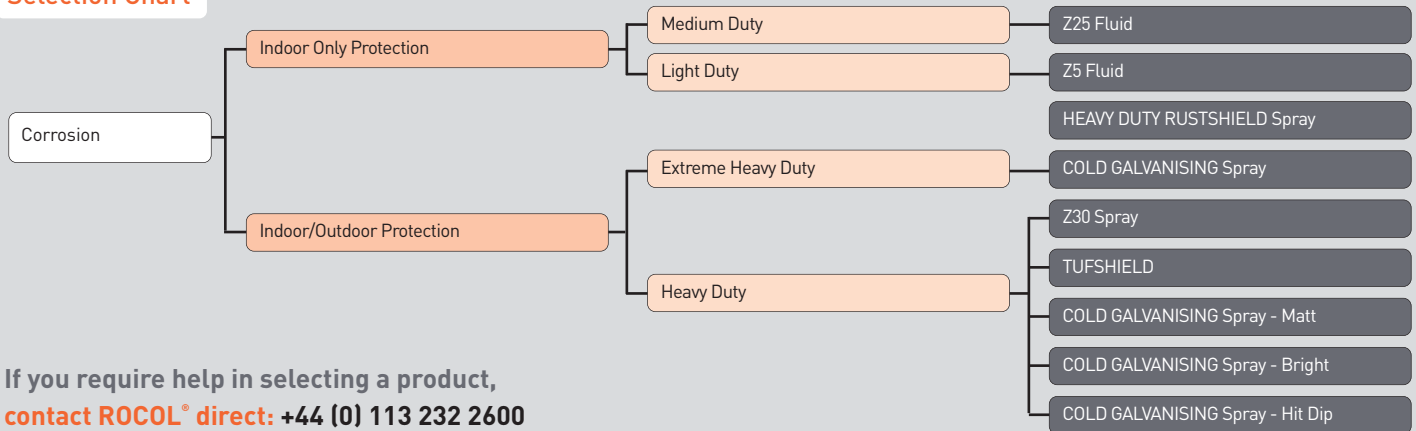 Selection Chart
Corrosion
Indoor Only Protection
Medium Duty
Z25 Fluid
Light Duty
Z5 Fluid
HEAVY DUTY RUSTSHIELD Spray
Indoor/Outdoor Protection
Extreme Heavy Duty
COLD GALVANISING Spray
Heavy Duty
Z30 Spray
TUFSHIELD
COLD GALVANISING Spray - Matt
COLD GALVANISING Spray - Bright
COLD GALVANISING Spray - Hit Dip
If you require help in selecting a product,
contact ROCOL® direct: +44 (0) 113 232 2600